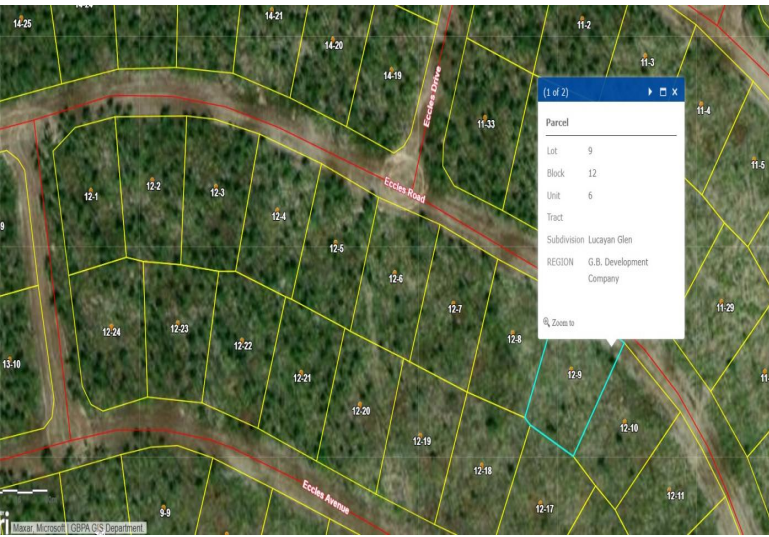 14-25
14-21
14-20
14-19
11-2
11-3
11-4
11-5
11-33
Eccles Drive
Eccles Road
12-1
12-2
12-3
12-4
12-5
12-6
12-7
12-8
12-9
12-10
12-11
11-29
12-24
12-23
12-22
12-21
12-20
12-19
12-18
12-17
13-10
9-9
Eccles Avenue
(1 of 2)
Parcel
Lot 9
Block 12
Unit 6
Tract
Subdivision Lucayan Glen
REGION G.B. Development
Company
Zoom to
Maxar, Microsoft | GBPA GIS Department.